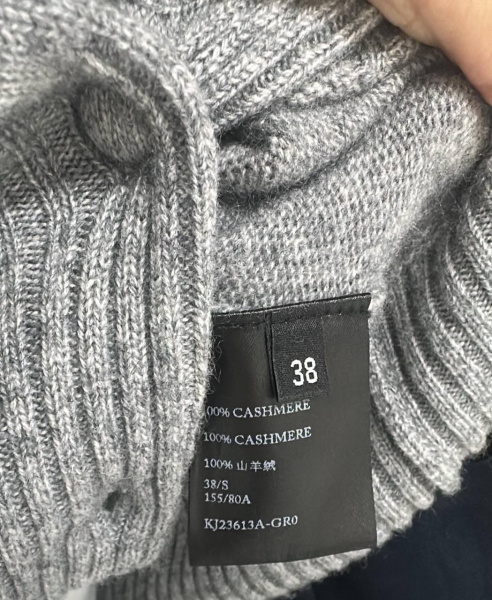 38
100% CASHMERE
100% CASHMERE
100% 山羊绒
38/S
155/80A
KJ23613A-GR0